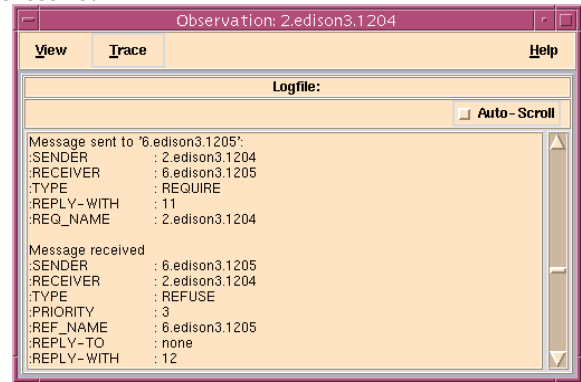 Observation: 2.edison3.1204
View Trace Help
Logfile:
Auto-Scroll
Message sent to '6.edison3.1205':
:SENDER : 2.edison3.1204
:RECEIVER : 6.edison3.1205
:TYPE : REQUIRE
:REPLY-WITH : 11
:REQ_NAME : 2.edison3.1204
Message received
:SENDER : 6.edison3.1205
:RECEIVER : 2.edison3.1204
:TYPE : REFUSE
:PRIORITY : 3
:REF_NAME : 6.edison3.1205
:REPLY-TO : none
:REPLY-WITH : 12